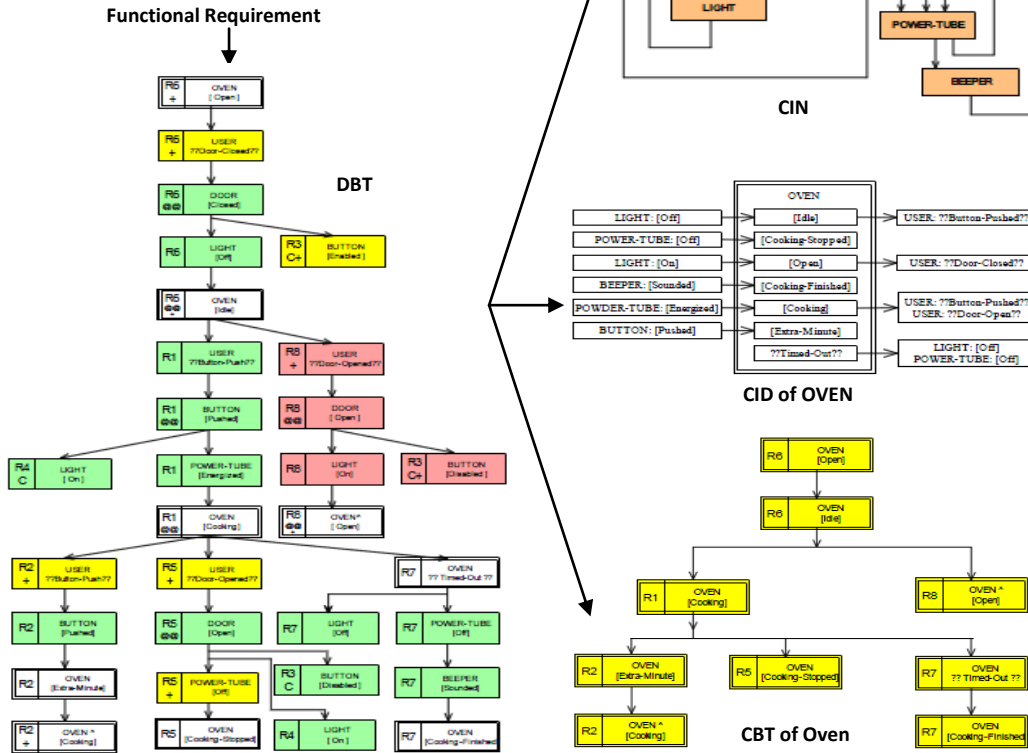 Functional Requirement
R6
+
OVEN
[ Open ]
R6
+
USER
??Door-Closed??
DBT
R6
@@
DOOR
[Closed]
R6
LIGHT
[Off]
R3
C+
BUTTON
[Enabled ]
R6
@@
OVEN
[Idle]
R1
USER
??Button-Push??
R8
+
USER
??Door-Opened??
R1
@@
BUTTON
[Pushed]
R8
@@
DOOR
[ Open ]
R4
C
LIGHT
[ On ]
R1
POWER-TUBE
[Energized]
R8
LIGHT
[On]
R3
C+
BUTTON
[Disabled ]
R1
@@
OVEN
[Cooking]
R8
@@
OVEN^
[ Open]
R2
+
USER
??Button-Push??
R5
+
USER
??Door-Opened??
R7
OVEN
?? Timed-Out ??
R2
BUTTON
[Pushed]
R5
@@
DOOR
[Open]
R7
LIGHT
[Off]
R7
POWER-TUBE
[Off]
R2
OVEN
[Extra-Minute]
R5
+
POWER-TUBE
[Off]
R3
C
BUTTON
[Disabled ]
R7
BEEPER
[Sounded]
R2
+
OVEN ^
[Cooking]
R5
OVEN
[Cooking-Stopped]
R4
LIGHT
[ On ]
R7
OVEN
[Cooking-Finished]
LIGHT
POWER-TUBE
BEEPER
CIN
OVEN
LIGHT: [Off]
[Idle]
USER: ??Button-Pushed??
POWER-TUBE: [Off]
[Cooking-Stopped]
LIGHT: [On]
[Open]
USER: ??Door-Closed??
BEEPER: [Sounded]
[Cooking-Finished]
POWDER-TUBE: [Energized]
[Cooking]
USER: ??Button-Pushed??
USER: ??Door-Open??
BUTTON: [Pushed]
[Extra-Minute]
??Timed-Out??
LIGHT: [Off]
POWER-TUBE: [Off]
CID of OVEN
R6
OVEN
[Open]
R6
OVEN
[Idle]
R1
OVEN
[Cooking]
R8
OVEN ^
[Open]
R2
OVEN
[Extra-Minute]
R5
OVEN
[Cooking-Stopped]
R7
OVEN
?? Timed-Out ??
R2
OVEN ^
[Cooking]
CBT of Oven
R7
OVEN
[Cooking-Finished]